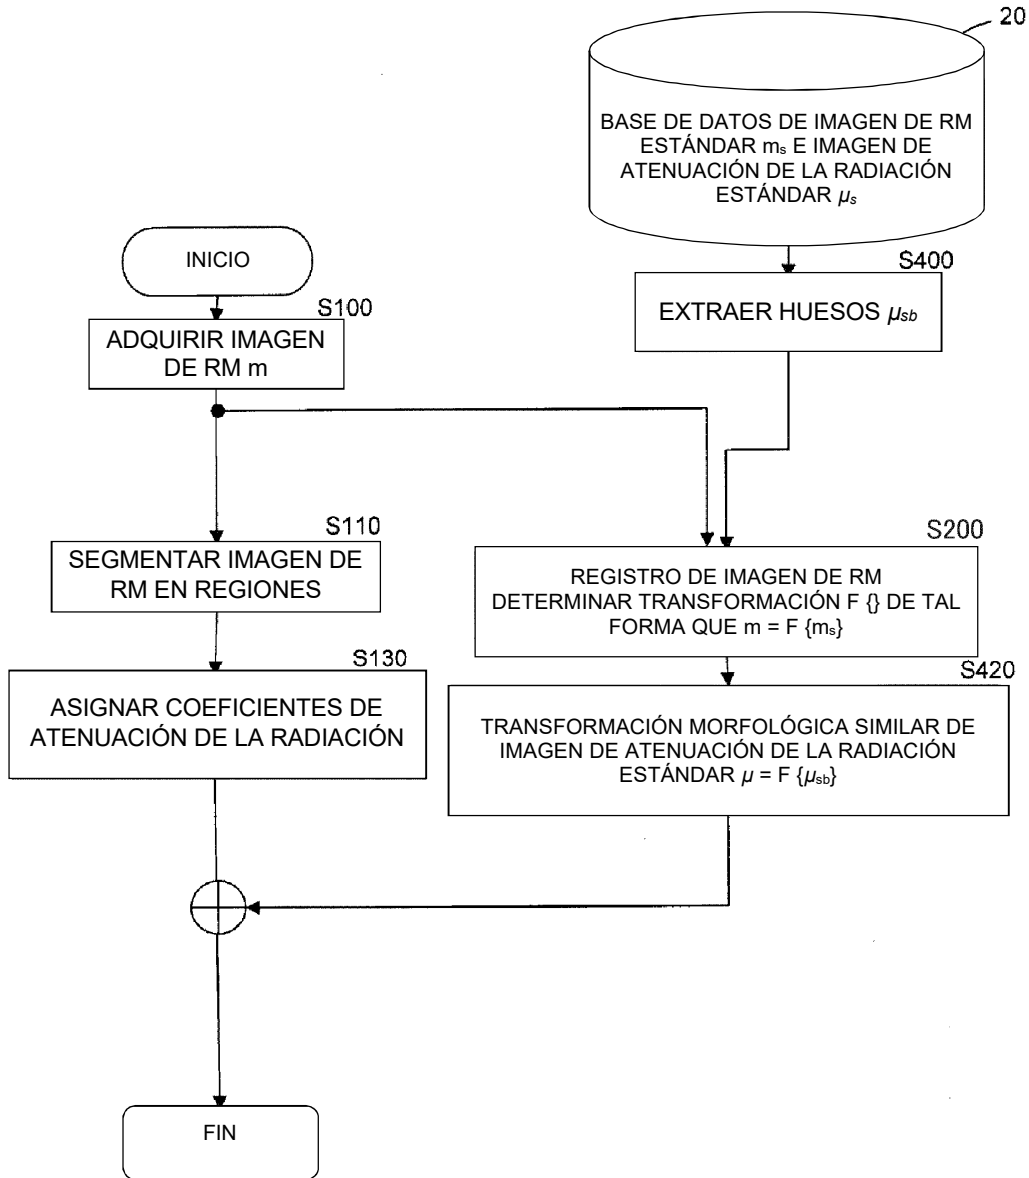 20
BASE DE DATOS DE IMAGEN DE RM
ESTÁNDAR mₛ E IMAGEN DE
ATENUACIÓN DE LA RADIACIÓN
ESTÁNDAR µₛ
INICIO
S400
EXTRAER HUESOS µsb
S100
ADQUIRIR IMAGEN
DE RM m
S110
SEGMENTAR IMAGEN DE
RM EN REGIONES
S200
REGISTRO DE IMAGEN DE RM
DETERMINAR TRANSFORMACIÓN F {} DE TAL
FORMA QUE m = F {mₛ}
S130
ASIGNAR COEFICIENTES DE
ATENUACIÓN DE LA RADIACIÓN
S420
TRANSFORMACIÓN MORFOLÓGICA SIMILAR DE
IMAGEN DE ATENUACIÓN DE LA RADIACIÓN
ESTÁNDAR µ = F {µsb}
FIN